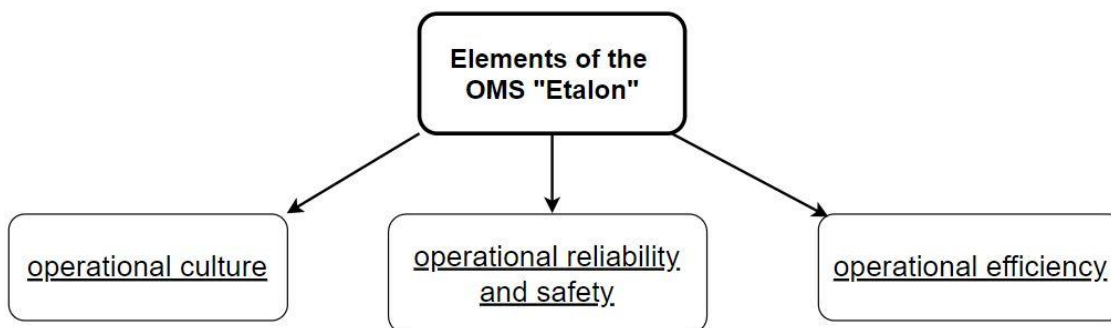 Elements of the
OMS "Etalon"
operational culture
operational reliability
and safety
operational efficiency